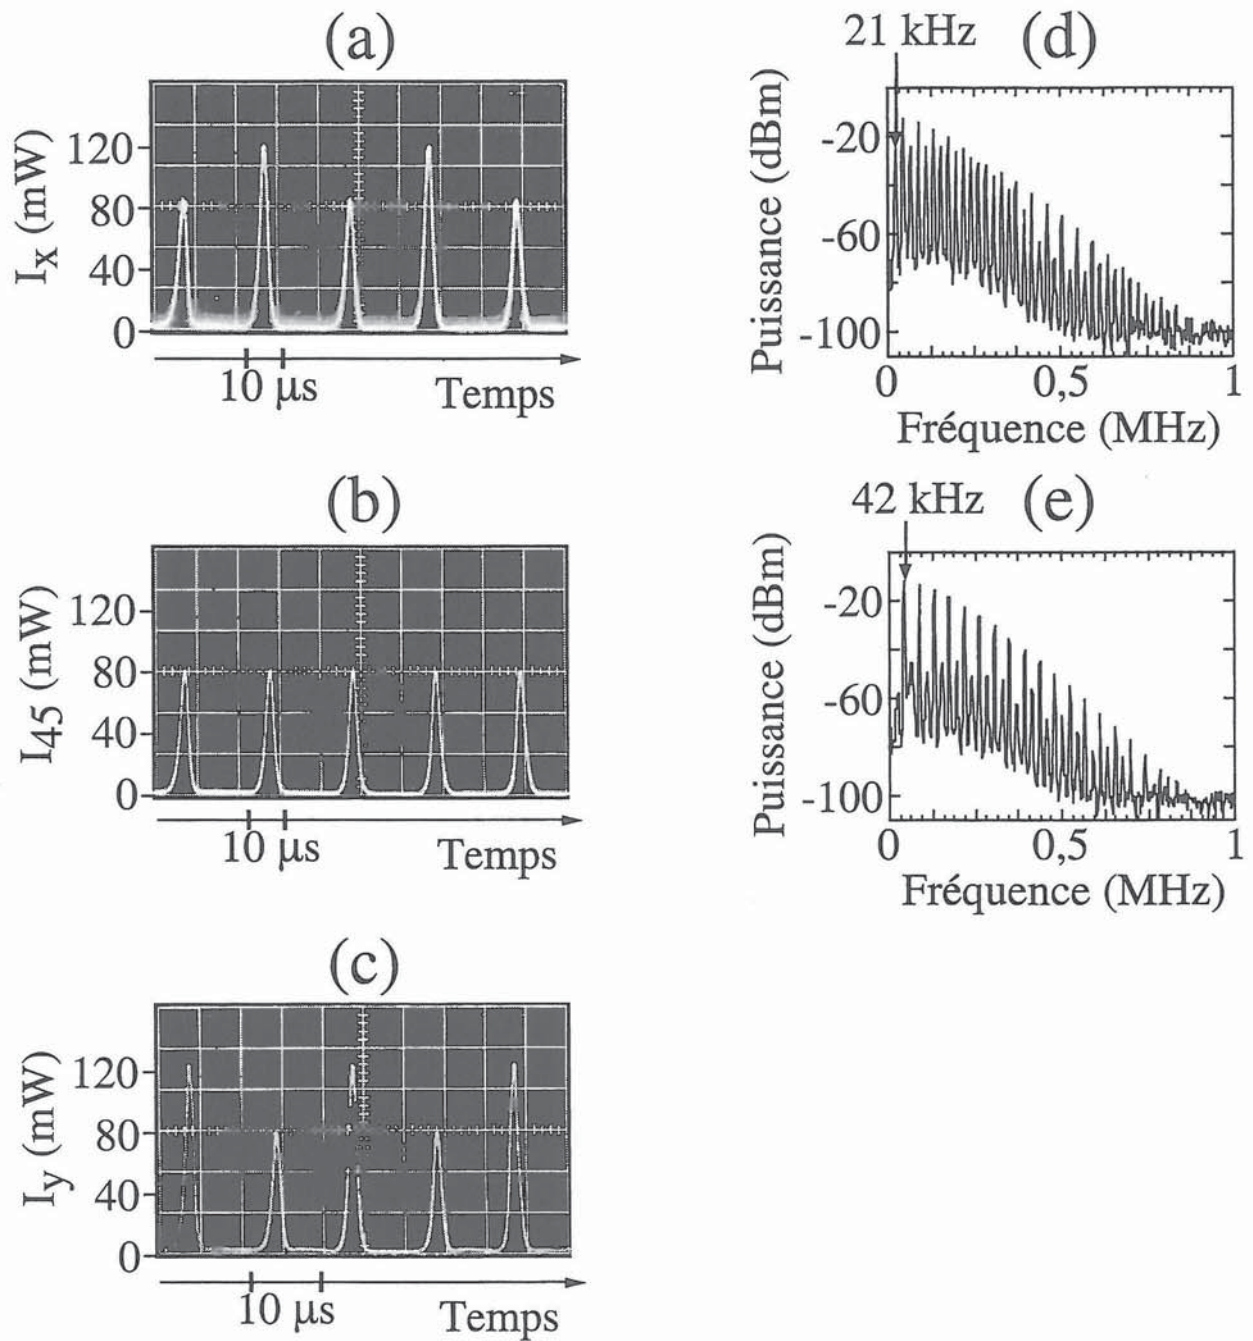 (a)
I_x (mW)
120
80
40
0
10 µs
Temps
(b)
I_45 (mW)
120
80
40
0
10 µs
Temps
(c)
I_y (mW)
120
80
40
0
10 µs
Temps
21 kHz
(d)
Puissance (dBm)
-20
-60
-100
0 0,5 1
Fréquence (MHz)
42 kHz
(e)
Puissance (dBm)
-20
-60
-100
0 0,5 1
Fréquence (MHz)